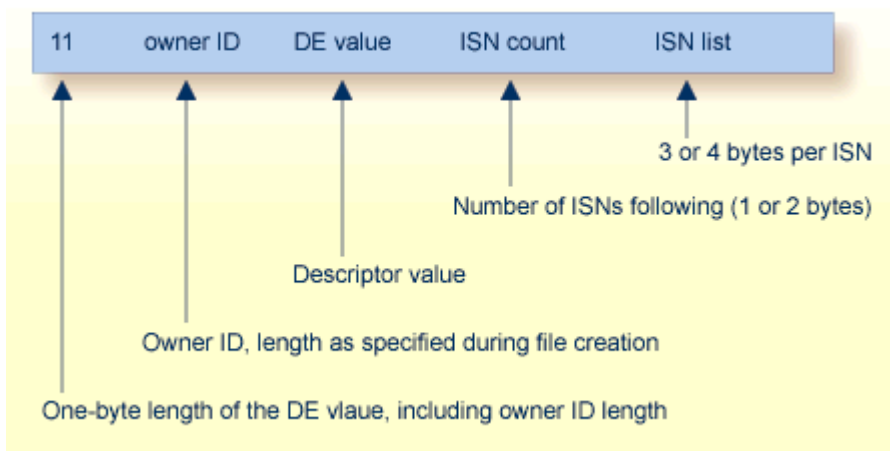 11 owner ID DE value ISN count ISN list
3 or 4 bytes per ISN
Number of ISNs following (1 or 2 bytes)
Descriptor value
Owner ID, length as specified during file creation
One-byte length of the DE vlaue, including owner ID length